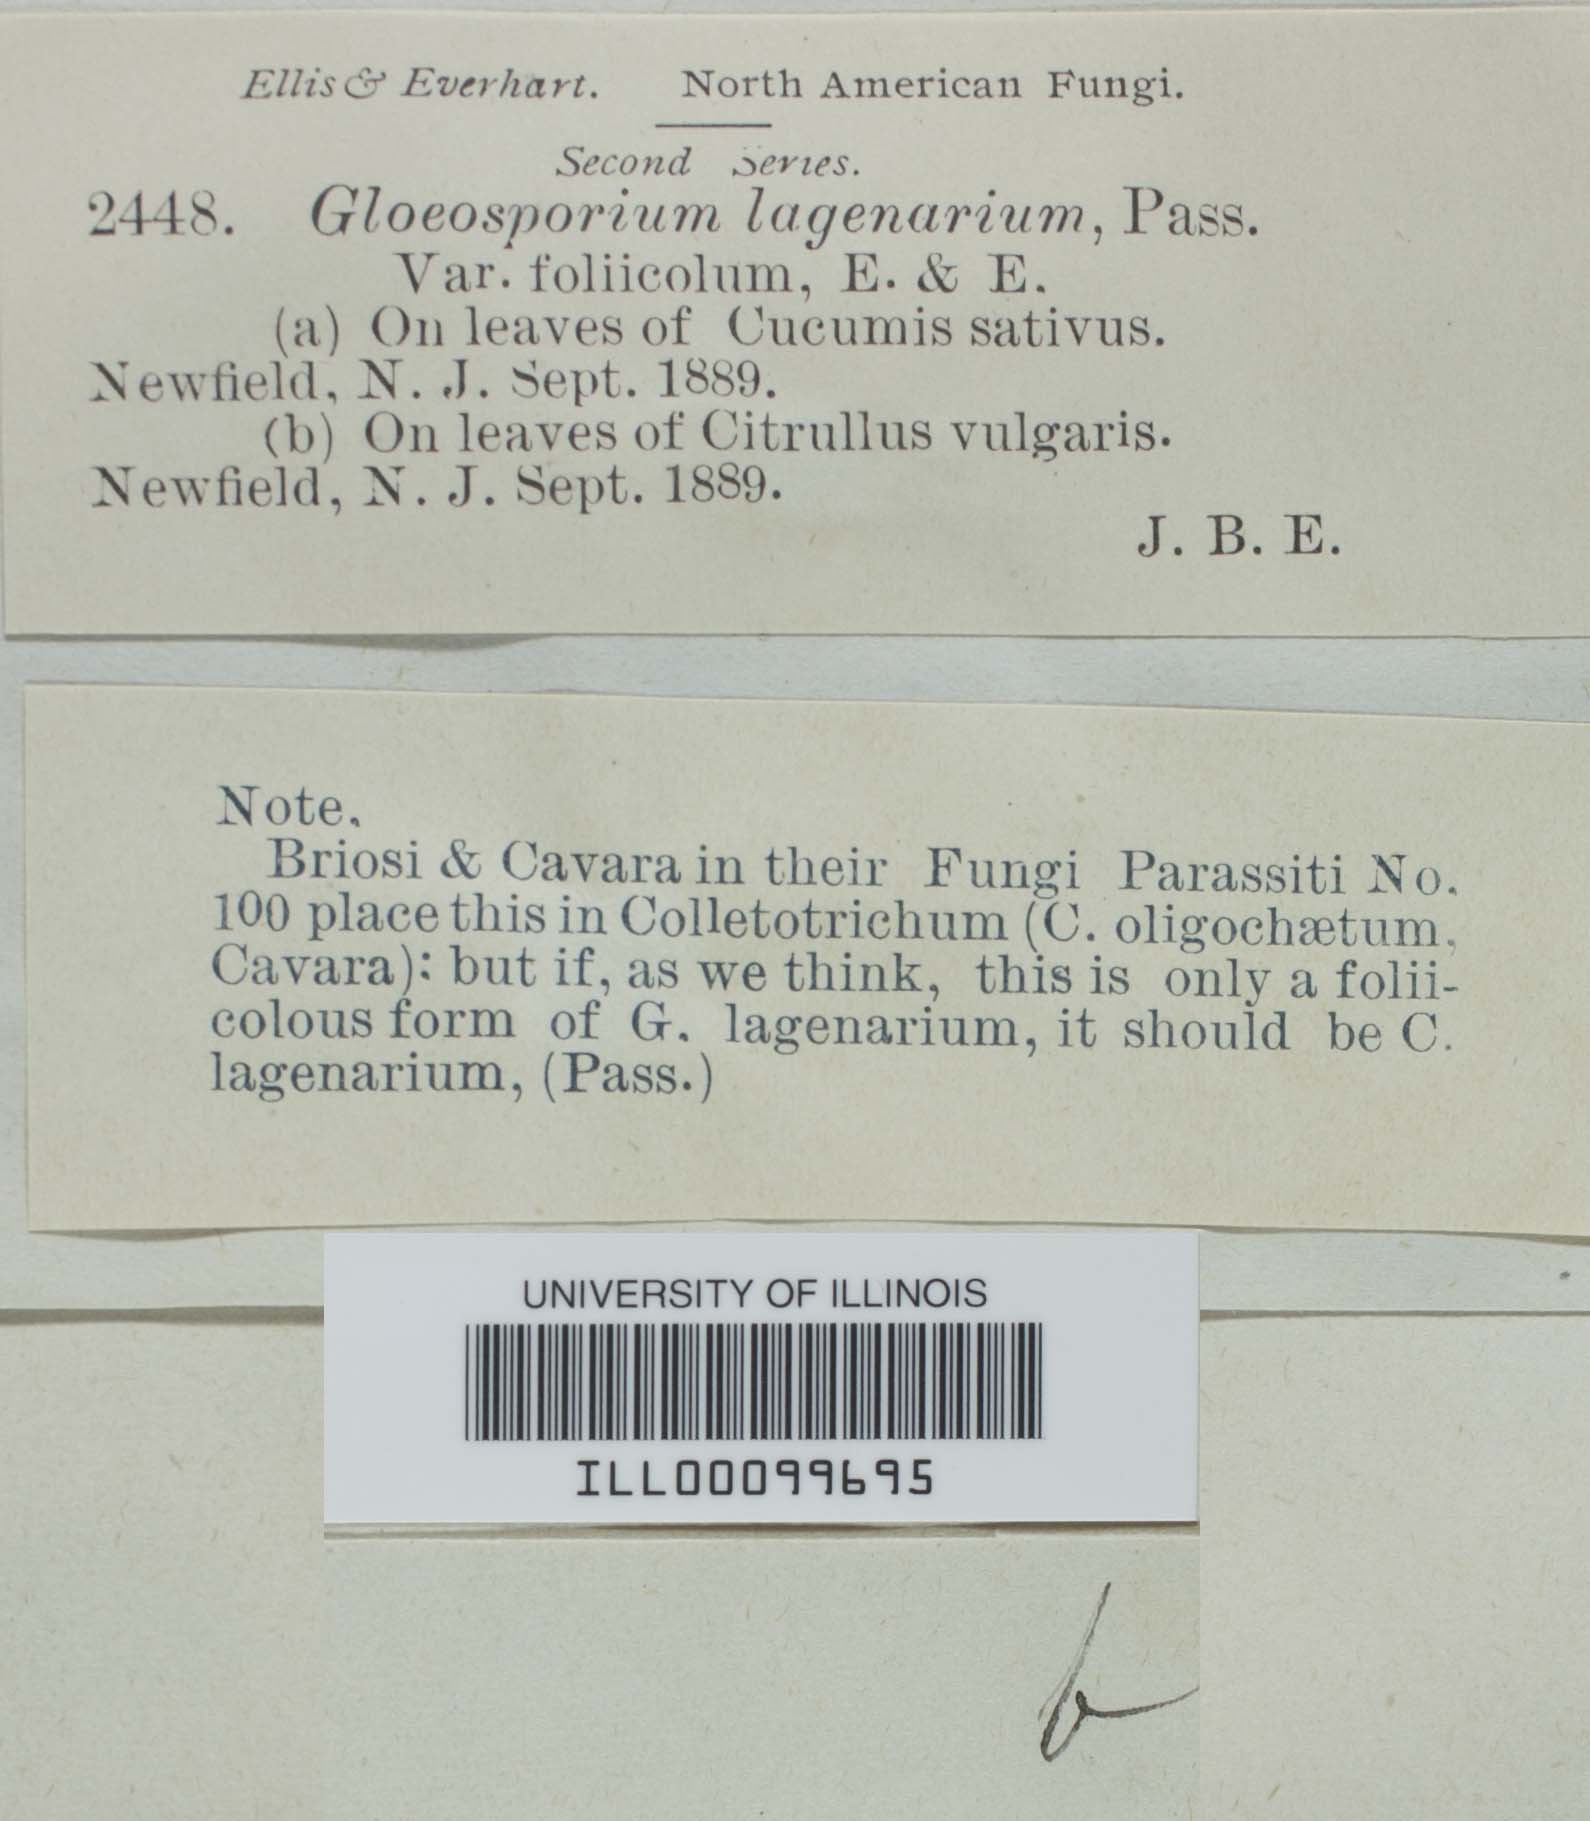 Ellis & Everhart. North American Fungi.
Second Series.
2448. Gloeosporium lagenarium, Pass.
Var. foliicolum, E. & E.
(a) On leaves of Cucumis sativus.
Newfield, N. J. Sept. 1889.
(b) On leaves of Citrullus vulgaris.
Newfield, N. J. Sept. 1889.
J. B. E.
Note.
Briosi & Cavara in their Fungi Parassiti No.
100 place this in Colletotrichum (C. oligochætum,
Cavara): but if, as we think, this is only a folii-
colous form of G. lagenarium, it should be C.
lagenarium, (Pass.)
UNIVERSITY OF ILLINOIS
ILL00099695
b